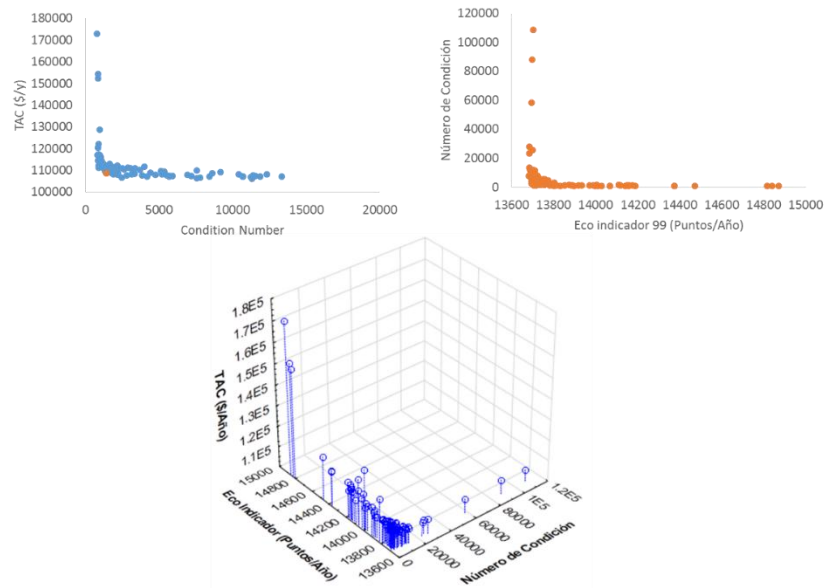 180000
170000
160000
150000
140000
130000
120000
110000
100000
TAC ($/y)
0
5000
10000
15000
20000
Condition Number
120000
100000
80000
60000
40000
20000
0
Número de Condición
13600
13800
14000
14200
14400
14600
14800
15000
Eco indicador 99 (Puntos/Año)
1.8E5
1.7E5
1.6E5
1.5E5
1.4E5
1.3E5
1.2E5
1.1E5
TAC ($/Año)
15000
14800
14600
14400
14200
14000
13800
13600
Eco Indicador (Puntos/Año)
0
20000
40000
60000
80000
1E5
1.2E5
Número de Condición